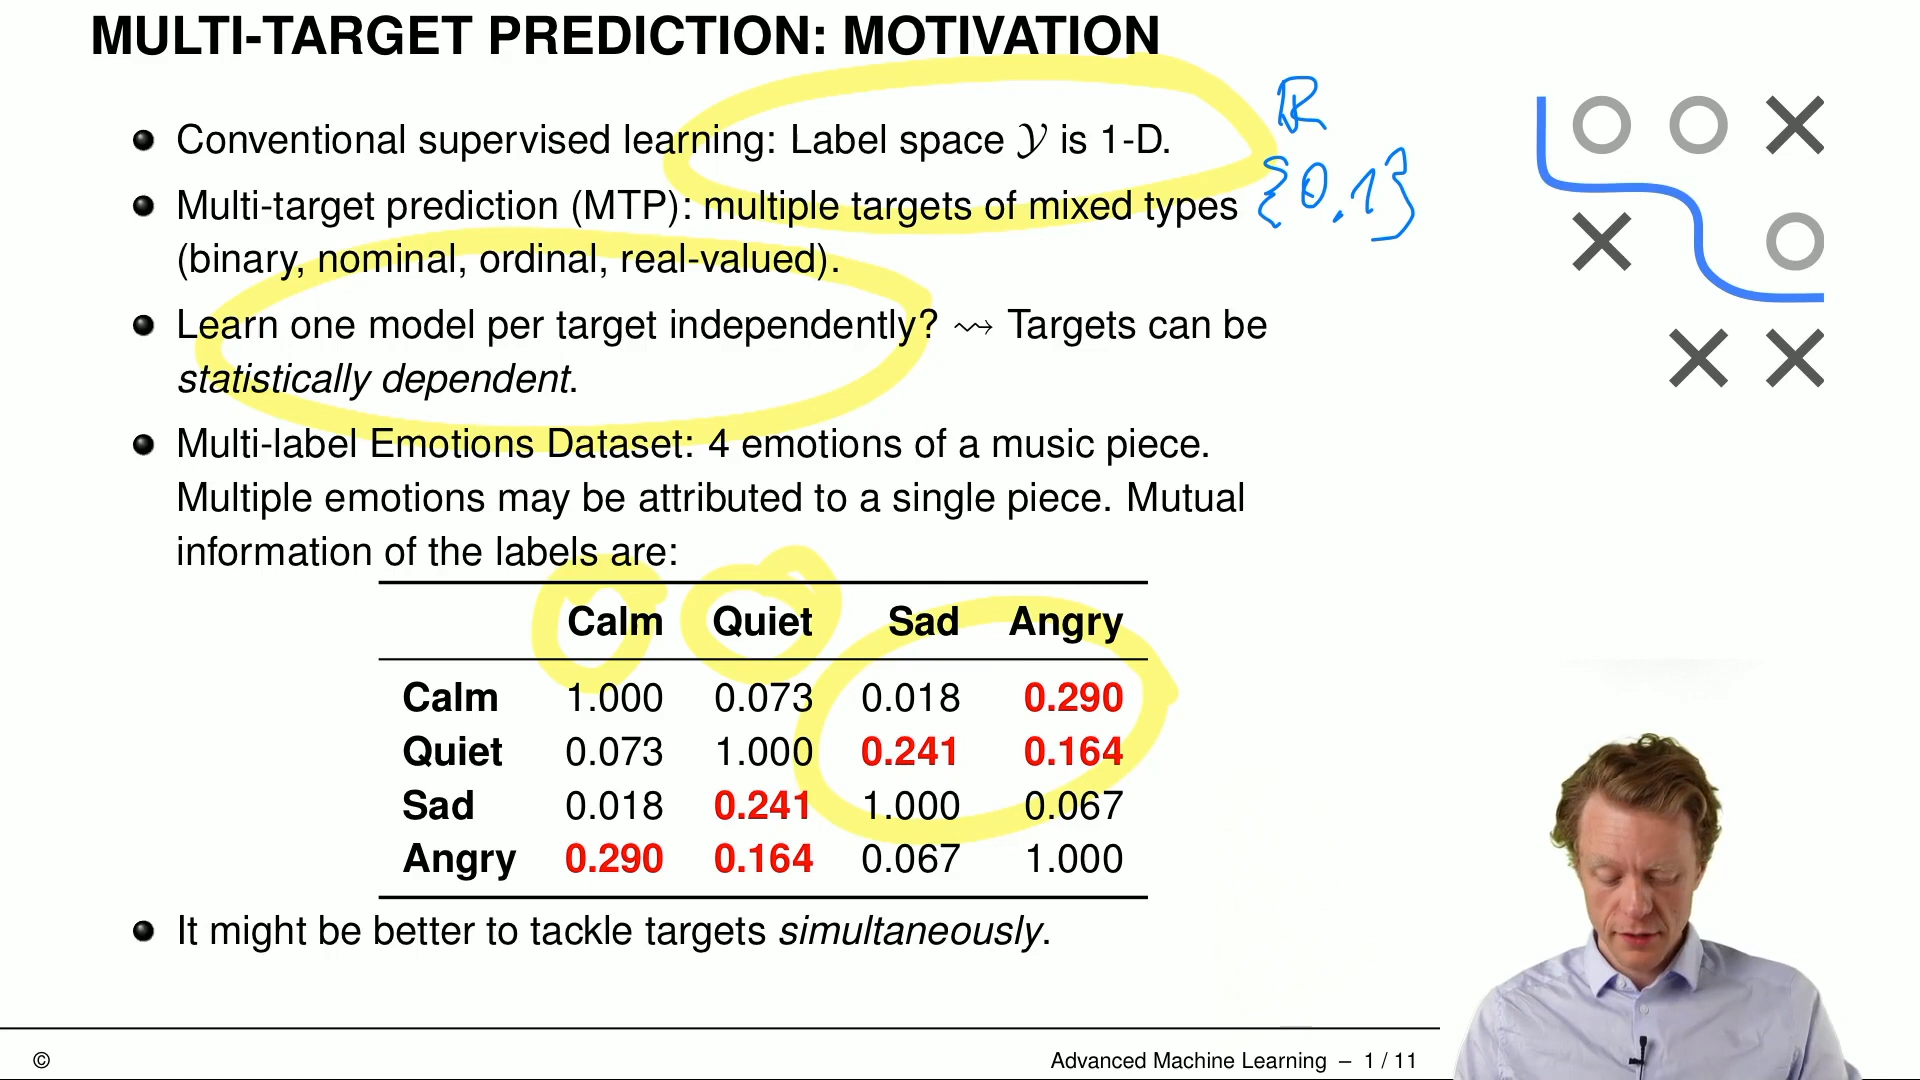 MULTI-TARGET PREDICTION: MOTIVATION
Conventional supervised learning: Label space 𝒴 is 1-D.
ℝ
{0,1}
Multi-target prediction (MTP): multiple targets of mixed types
(binary, nominal, ordinal, real-valued).
Learn one model per target independently? ⇝ Targets can be
statistically dependent.
Multi-label Emotions Dataset: 4 emotions of a music piece.
Multiple emotions may be attributed to a single piece. Mutual
information of the labels are:
Calm Quiet Sad Angry
Calm 1.000 0.073 0.018 0.290
Quiet 0.073 1.000 0.241 0.164
Sad 0.018 0.241 1.000 0.067
Angry 0.290 0.164 0.067 1.000
It might be better to tackle targets simultaneously.
© Advanced Machine Learning – 1 / 11